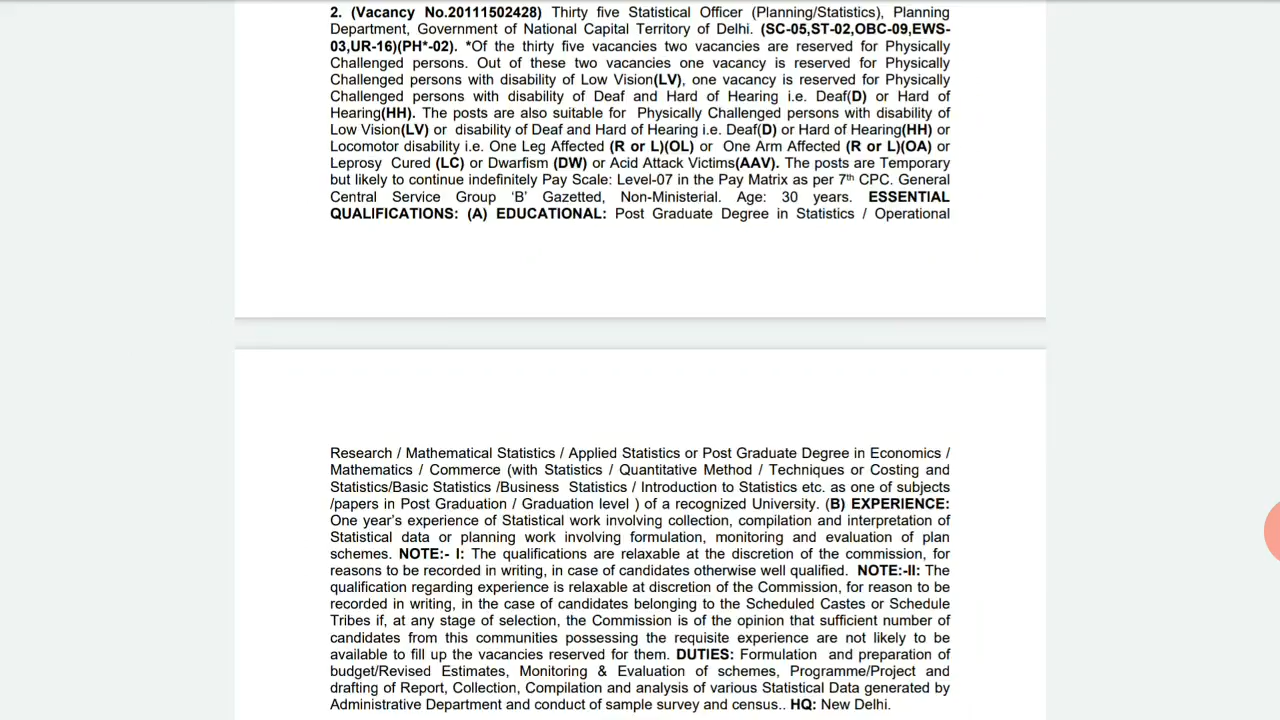 2. (Vacancy No.20111502428) Thirty five Statistical Officer (Planning/Statistics), Planning
Department, Government of National Capital Territory of Delhi. (SC-05,ST-02,OBC-09,EWS-
03,UR-16)(PH*-02). *Of the thirty five vacancies two vacancies are reserved for Physically
Challenged persons. Out of these two vacancies one vacancy is reserved for Physically
Challenged persons with disability of Low Vision(LV), one vacancy is reserved for Physically
Challenged persons with disability of Deaf and Hard of Hearing i.e. Deaf(D) or Hard of
Hearing(HH). The posts are also suitable for Physically Challenged persons with disability of
Low Vision(LV) or disability of Deaf and Hard of Hearing i.e. Deaf(D) or Hard of Hearing(HH) or
Locomotor disability i.e. One Leg Affected (R or L)(OL) or One Arm Affected (R or L)(OA) or
Leprosy Cured (LC) or Dwarfism (DW) or Acid Attack Victims(AAV). The posts are Temporary
but likely to continue indefinitely Pay Scale: Level-07 in the Pay Matrix as per 7th CPC. General
Central Service Group ‘B’ Gazetted, Non-Ministerial. Age: 30 years. ESSENTIAL
QUALIFICATIONS: (A) EDUCATIONAL: Post Graduate Degree in Statistics / Operational
Research / Mathematical Statistics / Applied Statistics or Post Graduate Degree in Economics /
Mathematics / Commerce (with Statistics / Quantitative Method / Techniques or Costing and
Statistics/Basic Statistics /Business Statistics / Introduction to Statistics etc. as one of subjects
/papers in Post Graduation / Graduation level ) of a recognized University. (B) EXPERIENCE:
One year’s experience of Statistical work involving collection, compilation and interpretation of
Statistical data or planning work involving formulation, monitoring and evaluation of plan
schemes. NOTE:- I: The qualifications are relaxable at the discretion of the commission, for
reasons to be recorded in writing, in case of candidates otherwise well qualified. NOTE:-II: The
qualification regarding experience is relaxable at discretion of the Commission, for reason to be
recorded in writing, in the case of candidates belonging to the Scheduled Castes or Schedule
Tribes if, at any stage of selection, the Commission is of the opinion that sufficient number of
candidates from this communities possessing the requisite experience are not likely to be
available to fill up the vacancies reserved for them. DUTIES: Formulation and preparation of
budget/Revised Estimates, Monitoring & Evaluation of schemes, Programme/Project and
drafting of Report, Collection, Compilation and analysis of various Statistical Data generated by
Administrative Department and conduct of sample survey and census.. HQ: New Delhi.